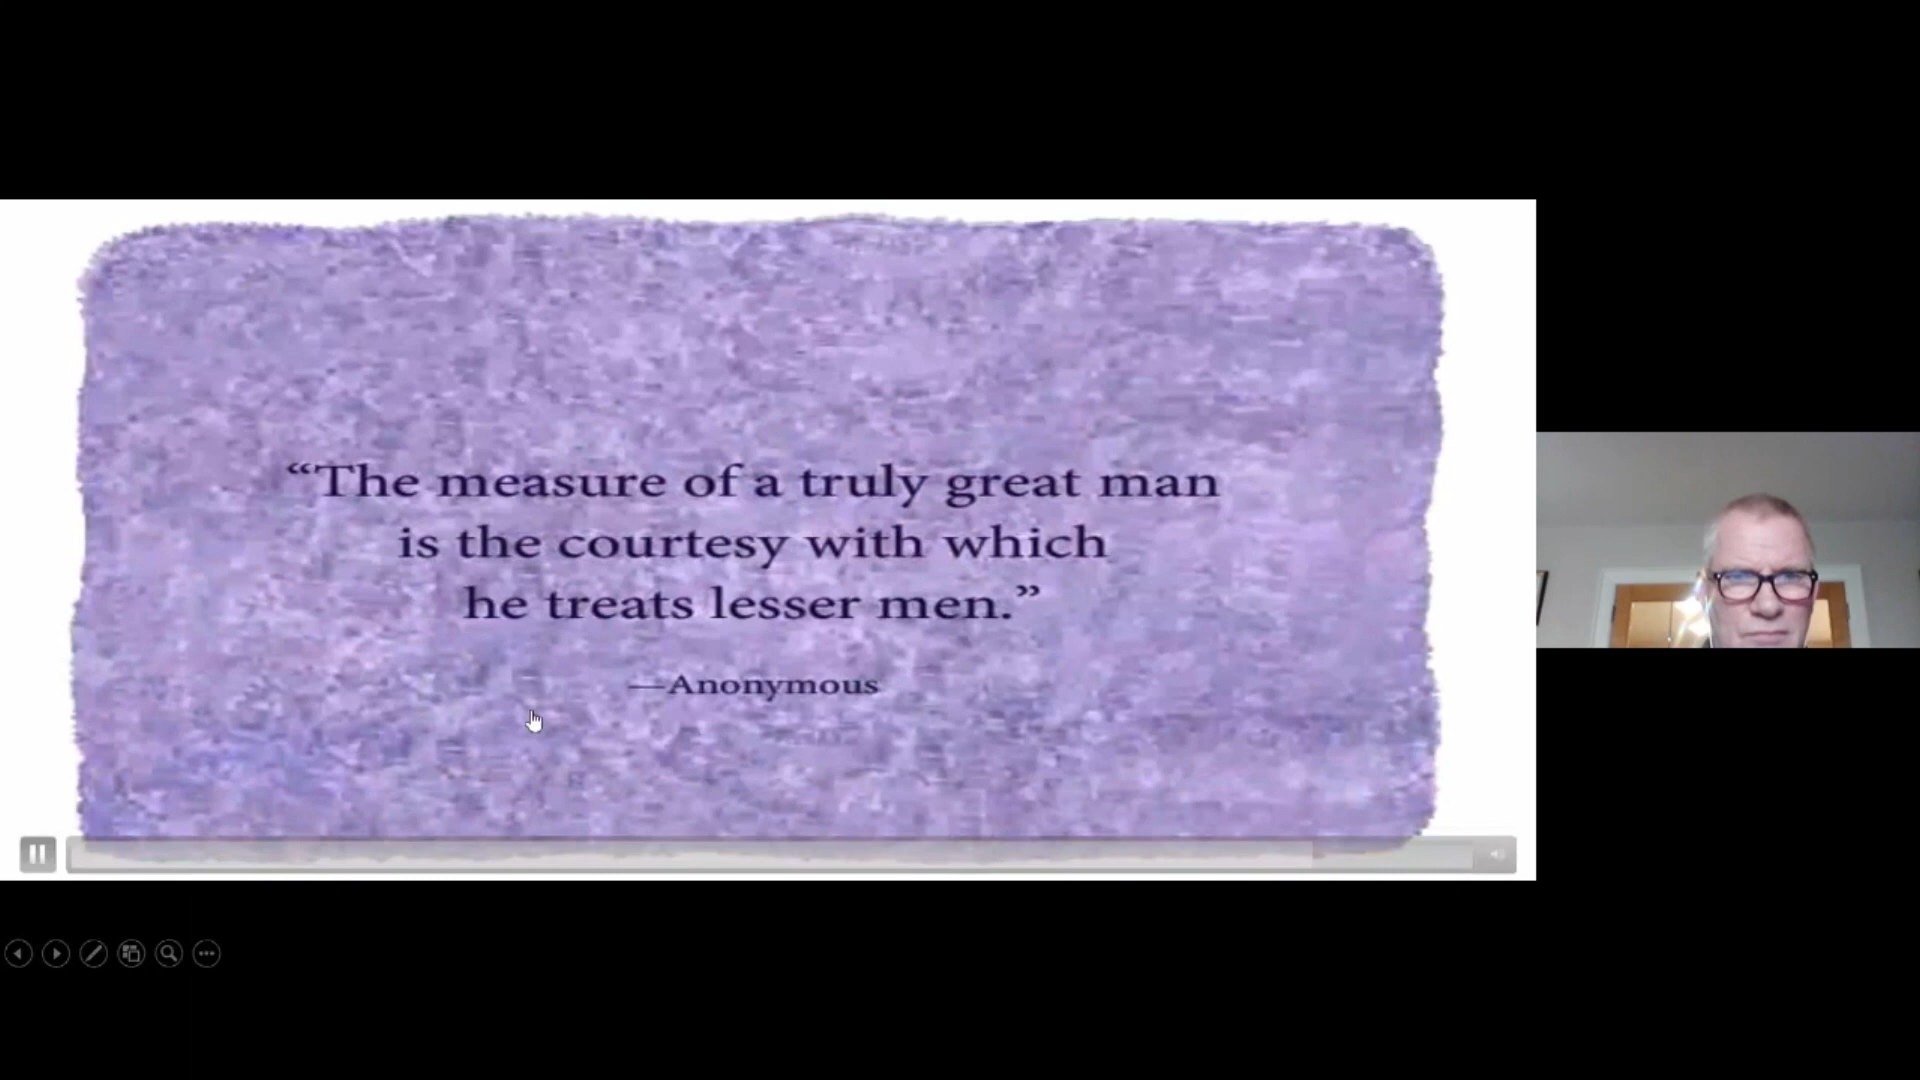 “The measure of a truly great man
is the courtesy with which
he treats lesser men.”
—Anonymous